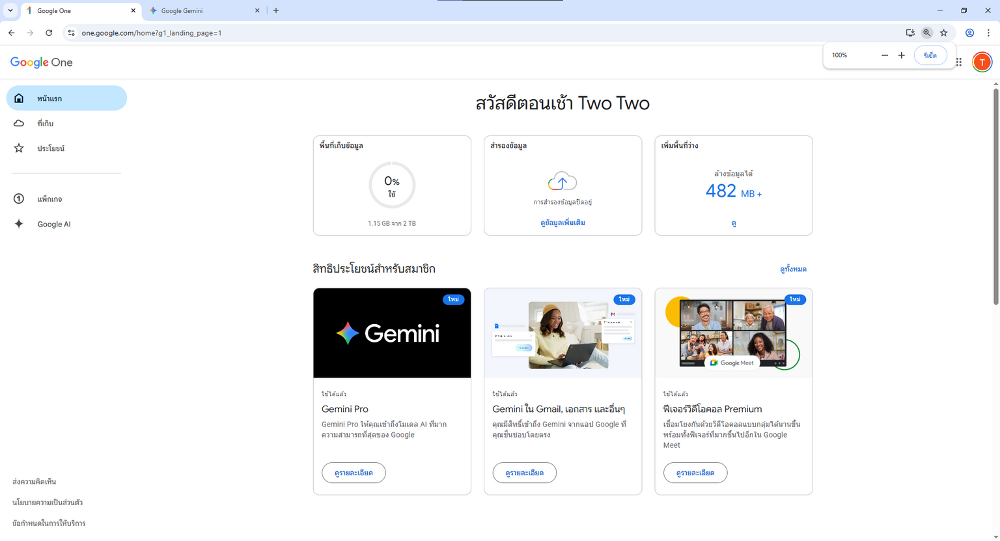 Google One
Google Gemini
one.google.com/home?g1_landing_page=1
100%
รีเซ็ต
Google One
T
หน้าแรก
ที่เก็บ
ประโยชน์
แพ็กเกจ
Google AI
ส่งความคิดเห็น
นโยบายความเป็นส่วนตัว
ข้อกำหนดในการให้บริการ
สวัสดีตอนเช้า Two Two
พื้นที่เก็บข้อมูล
0%
ใช้
1.15 GB จาก 2 TB
สำรองข้อมูล
การสำรองข้อมูลปิดอยู่
ดูข้อมูลเพิ่มเติม
เพิ่มพื้นที่ว่าง
ล้างข้อมูลได้
482 MB +
ดู
สิทธิประโยชน์สำหรับสมาชิก
ดูทั้งหมด
ใหม่
Gemini
ใช้ได้แล้ว
Gemini Pro
Gemini Pro ให้คุณเข้าถึงโมเดล AI ที่มาก
ความสามารถที่สุดของ Google
ดูรายละเอียด
ใหม่
ใช้ได้แล้ว
Gemini ใน Gmail, เอกสาร และอื่นๆ
คุณมีสิทธิ์เข้าถึง Gemini จากแอป Google ที่
คุณชื่นชอบโดยตรง
ดูรายละเอียด
ใหม่
Google Meet
ใช้ได้แล้ว
ฟีเจอร์วิดีโอคอล Premium
เชื่อมโยงกันด้วยวิดีโอคอลแบบกลุ่มได้นานขึ้น
พร้อมทั้งฟีเจอร์ที่มากขึ้นไปอีกใน Google
Meet
ดูรายละเอียด